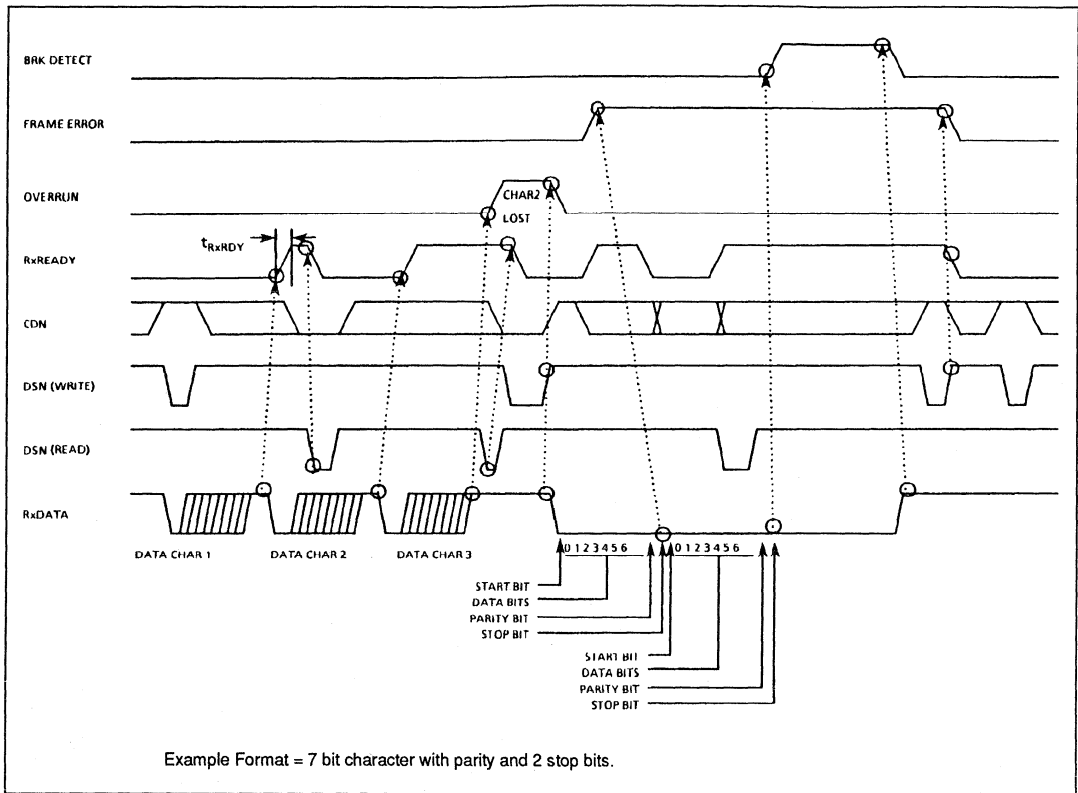 BRK DETECT
FRAME ERROR
OVERRUN
CHAR2
LOST
tRxRDY
RxREADY
CDN
DSN (WRITE)
DSN (READ)
RxDATA
DATA CHAR 1
DATA CHAR 2
DATA CHAR 3
0 1 2 3 4 5 6
0 1 2 3 4 5 6
START BIT
DATA BITS
PARITY BIT
STOP BIT
START BIT
DATA BITS
PARITY BIT
STOP BIT
Example Format = 7 bit character with parity and 2 stop bits.